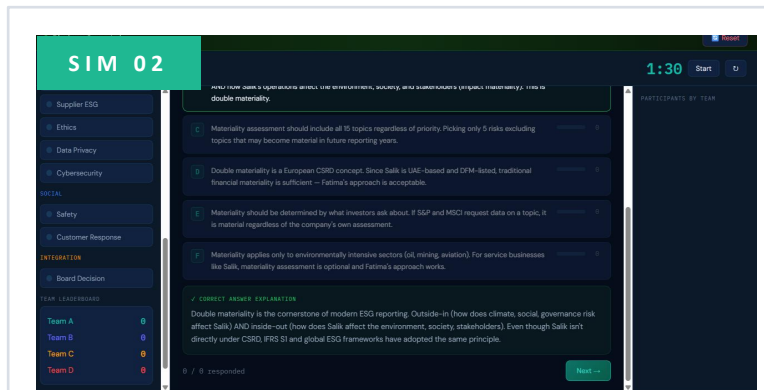 Reset
SIM 02
1:30 Start ↻
PARTICIPANTS BY TEAM
Supplier ESG
Ethics
Data Privacy
Cybersecurity
SOCIAL
Safety
Customer Response
INTEGRATION
Board Decision
TEAM LEADERBOARD
Team A 0
Team B 0
Team C 0
Team D 0
AND how Salik's operations affect the environment, society, and stakeholders (impact materiality). This is
double materiality.
C Materiality assessment should include all 15 topics regardless of priority. Picking only 5 risks excluding
topics that may become material in future reporting years.
0
D Double materiality is a European CSRD concept. Since Salik is UAE-based and DFM-listed, traditional
financial materiality is sufficient — Fatima's approach is acceptable.
0
E Materiality should be determined by what investors ask about. If S&P and MSCI request data on a topic, it
is material regardless of the company's own assessment.
0
F Materiality applies only to environmentally intensive sectors (oil, mining, aviation). For service businesses
like Salik, materiality assessment is optional and Fatima's approach works.
0
✓ CORRECT ANSWER EXPLANATION
Double materiality is the cornerstone of modern ESG reporting. Outside-in (how does climate, social, governance risk
affect Salik) AND inside-out (how does Salik affect the environment, society, stakeholders). Even though Salik isn't
directly under CSRD, IFRS S1 and global ESG frameworks have adopted the same principle.
0 / 0 responded
Next →